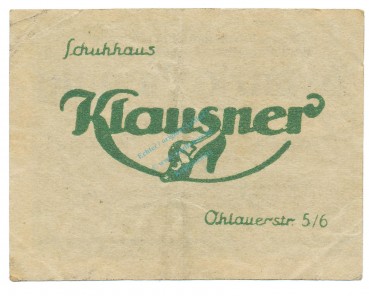 Schuhhaus
Klausner
Ohlauerstr. 5/6